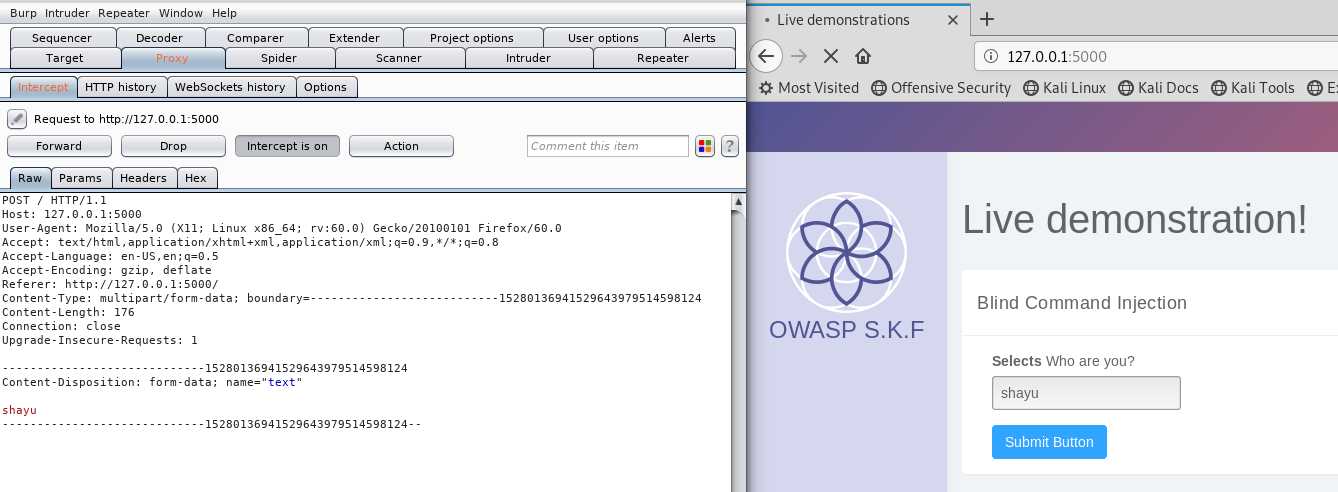 Burp Intruder Repeater Window Help
Sequencer Decoder Comparer Extender Project options User options Alerts
Target Proxy Spider Scanner Intruder Repeater
Intercept HTTP history WebSockets history Options
Request to http://127.0.0.1:5000
Forward Drop Intercept is on Action Comment this item ?
Raw Params Headers Hex
POST / HTTP/1.1
Host: 127.0.0.1:5000
User-Agent: Mozilla/5.0 (X11; Linux x86_64; rv:60.0) Gecko/20100101 Firefox/60.0
Accept: text/html,application/xhtml+xml,application/xml;q=0.9,*/*;q=0.8
Accept-Language: en-US,en;q=0.5
Accept-Encoding: gzip, deflate
Referer: http://127.0.0.1:5000/
Content-Type: multipart/form-data; boundary=---------------------------15280136941529643979514598124
Content-Length: 176
Connection: close
Upgrade-Insecure-Requests: 1
-----------------------------15280136941529643979514598124
Content-Disposition: form-data; name="text"
shayu
-----------------------------15280136941529643979514598124--
• Live demonstrations
127.0.0.1:5000
Most Visited Offensive Security Kali Linux Kali Docs Kali Tools Ex
OWASP S.K.F
Live demonstration!
Blind Command Injection
Selects Who are you?
shayu
Submit Button